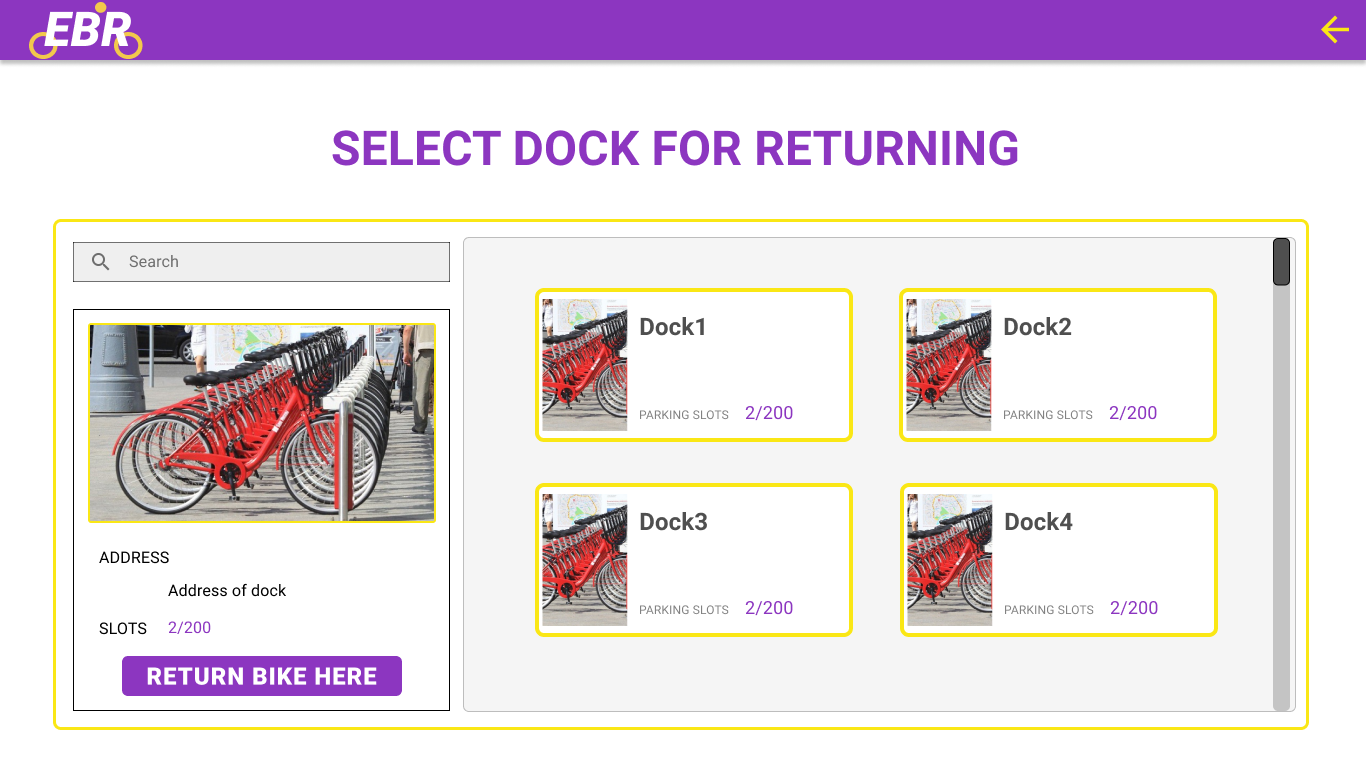 EBR
SELECT DOCK FOR RETURNING
Search
ADDRESS
Address of dock
SLOTS 2/200
RETURN BIKE HERE
Dock1
PARKING SLOTS 2/200
Dock2
PARKING SLOTS 2/200
Dock3
PARKING SLOTS 2/200
Dock4
PARKING SLOTS 2/200